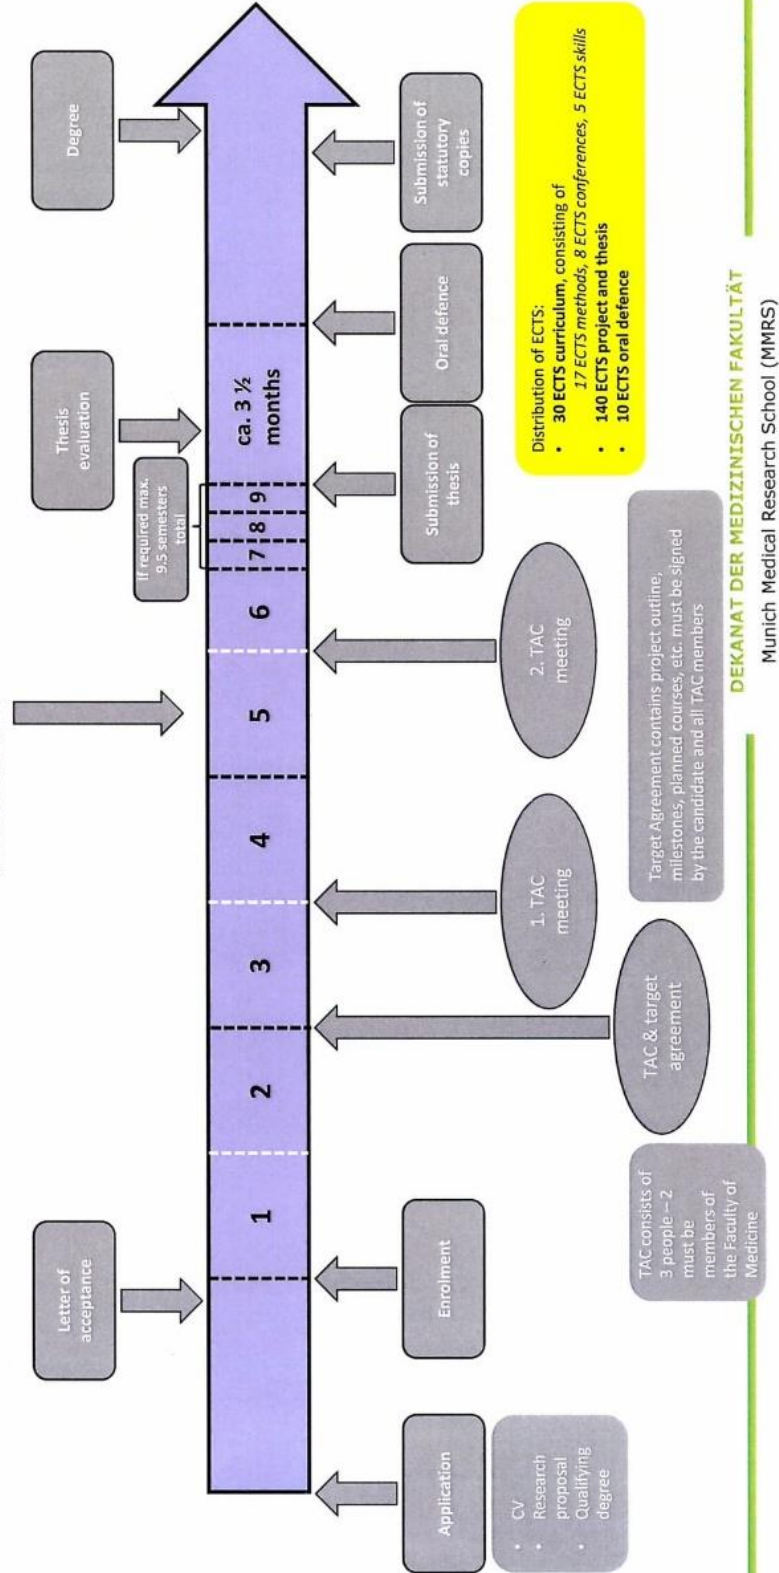 Letter of
acceptance
Thesis
evaluation
Degree
If required max.
9.5 semesters
total
1
2
3
4
5
6
7
8
9
ca. 3 ½
months
Application
Enrolment
Submission of
thesis
Oral defence
Submission of
statutory
copies
• CV
• Research
proposal
• Qualifying
degree
1. TAC
meeting
2. TAC
meeting
TAC & target
agreement
TAC consists of
3 people – 2
must be
members of
the Faculty of
Medicine
Target Agreement contains project outline,
milestones, planned courses, etc. must be signed
by the candidate and all TAC members
Distribution of ECTS:
• 30 ECTS curriculum, consisting of
17 ECTS methods, 8 ECTS conferences, 5 ECTS skills
• 140 ECTS project and thesis
• 10 ECTS oral defence
DEKANAT DER MEDIZINISCHEN FAKULTÄT
Munich Medical Research School (MMRS)